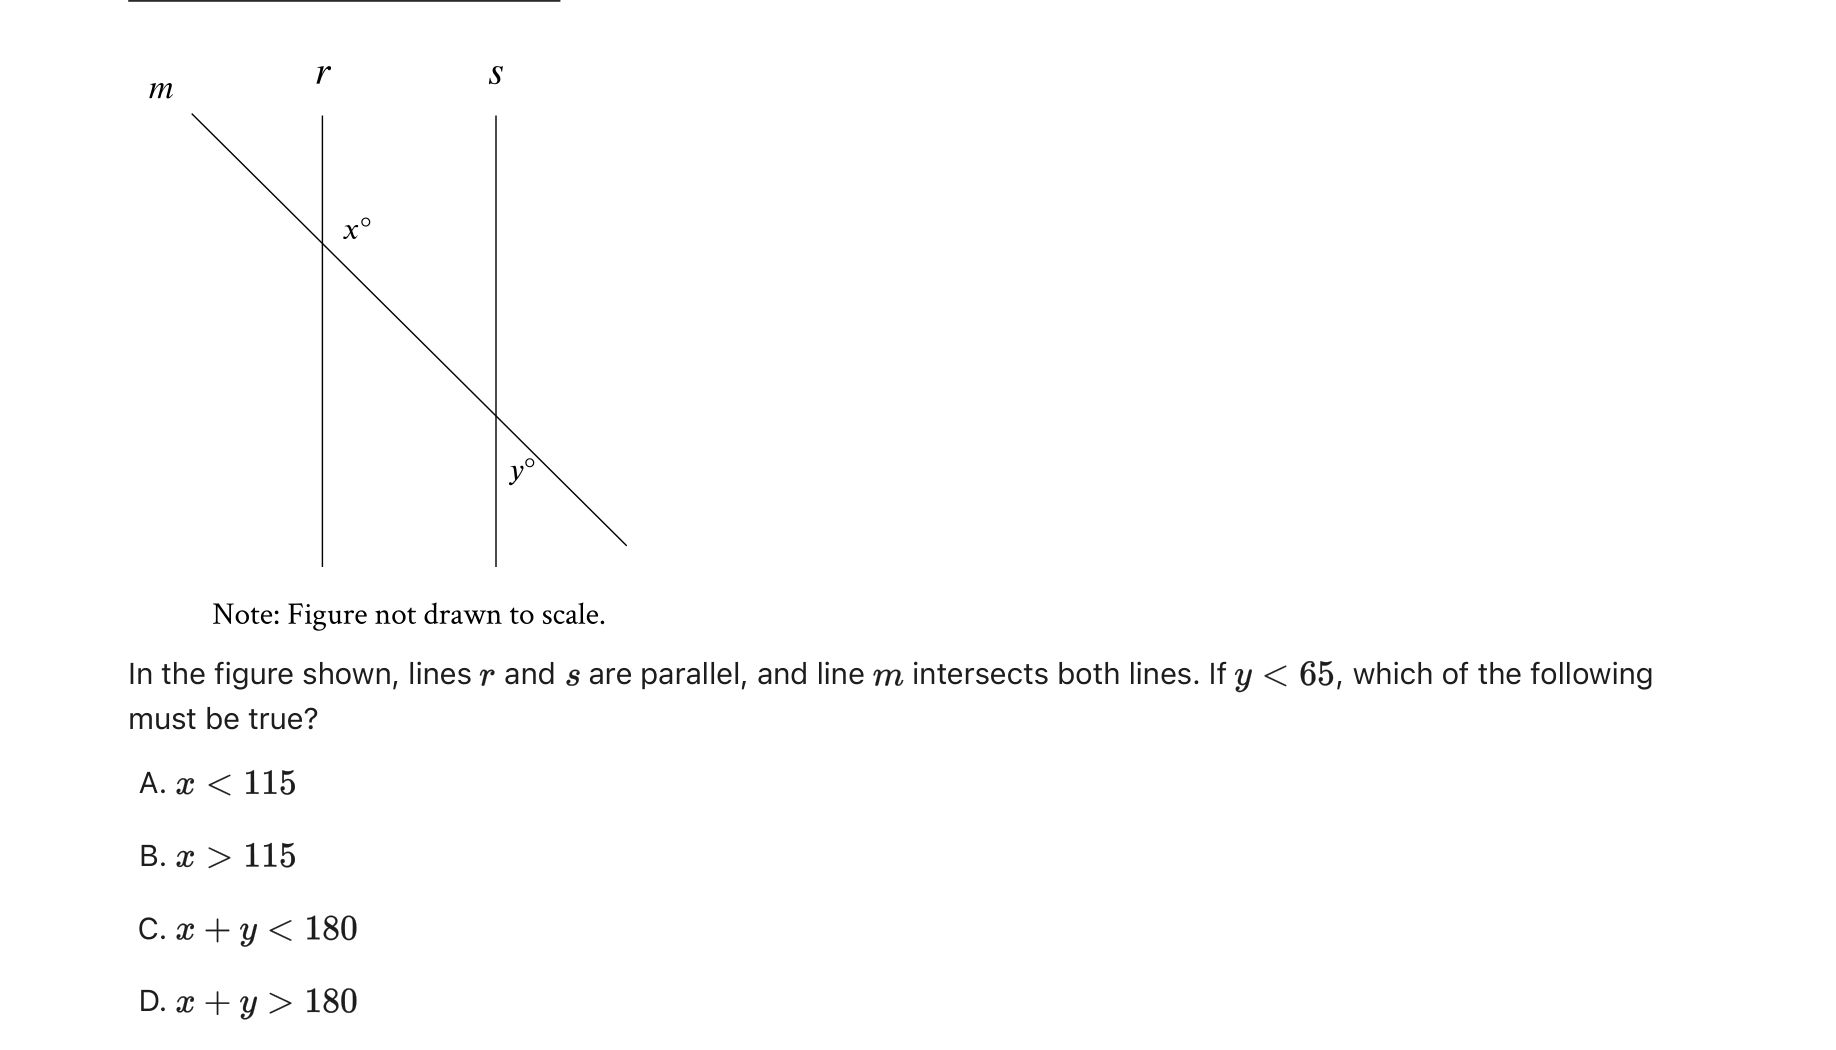 m r s
x°
y°
Note: Figure not drawn to scale.
In the figure shown, lines r and s are parallel, and line m intersects both lines. If y < 65, which of the following
must be true?
A. x < 115
B. x > 115
C. x + y < 180
D. x + y > 180